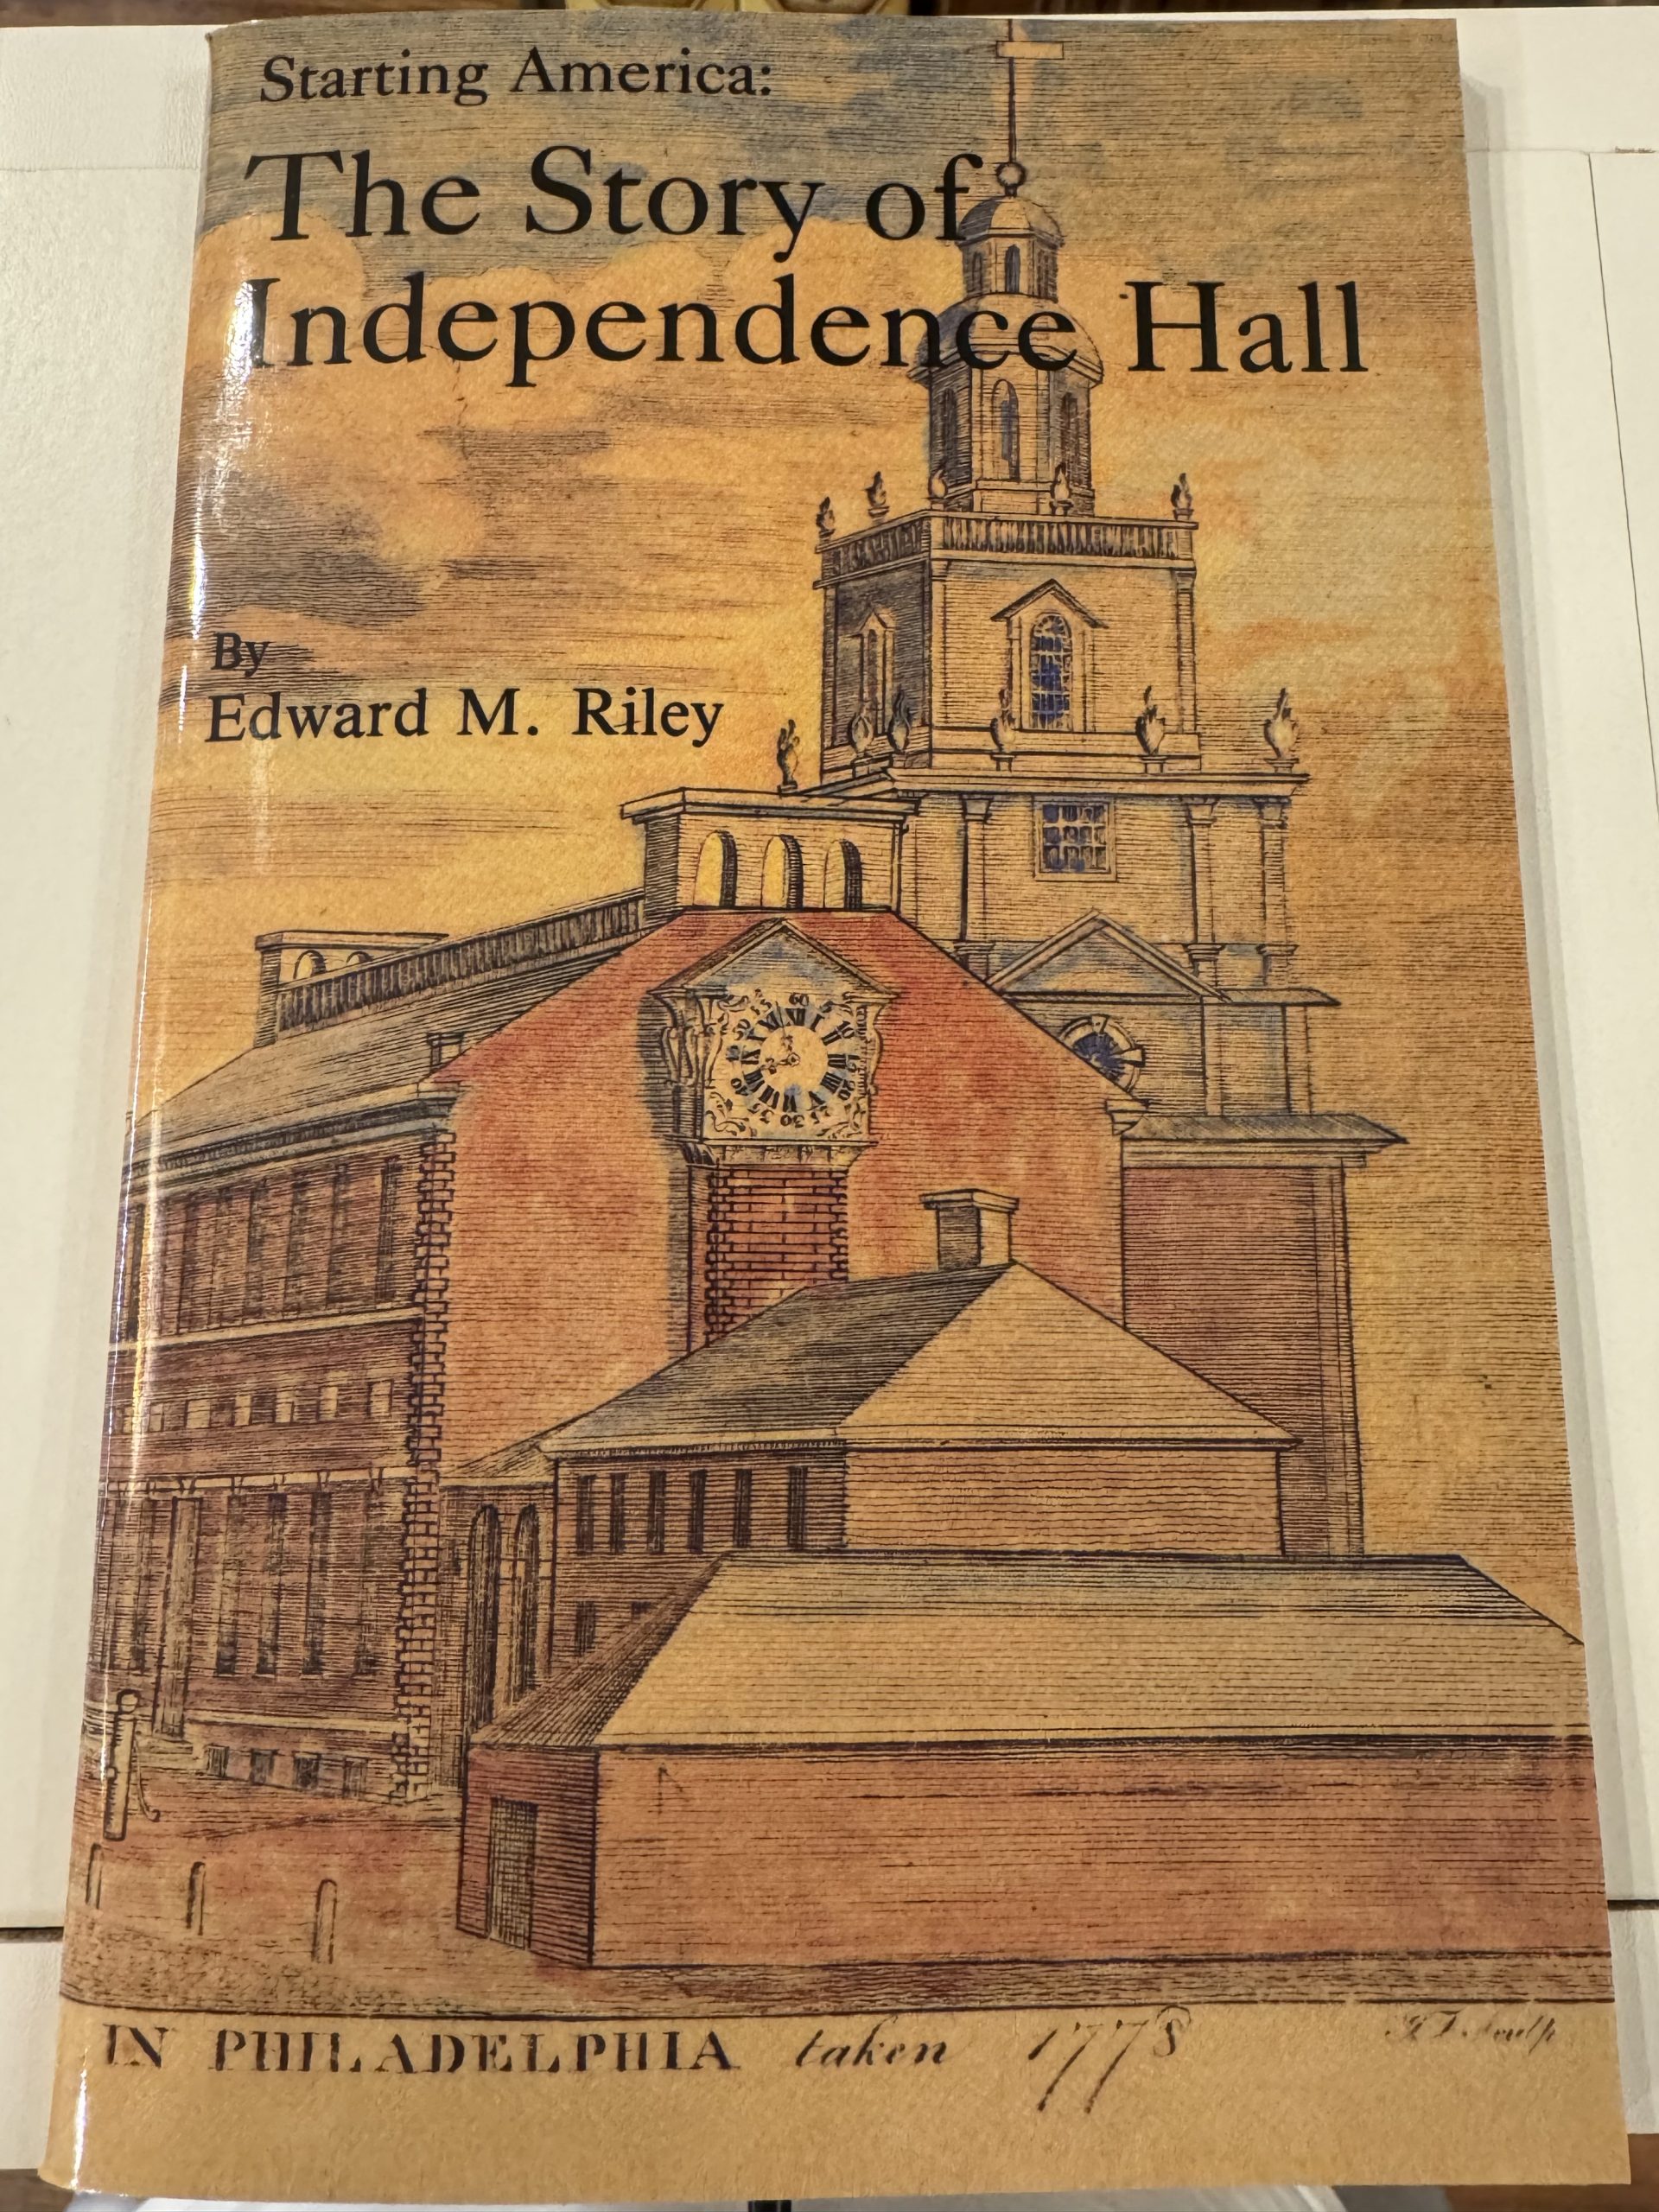 Starting America:
The Story of
Independence Hall
By
Edward M. Riley
IN PHILADELPHIA taken 1778